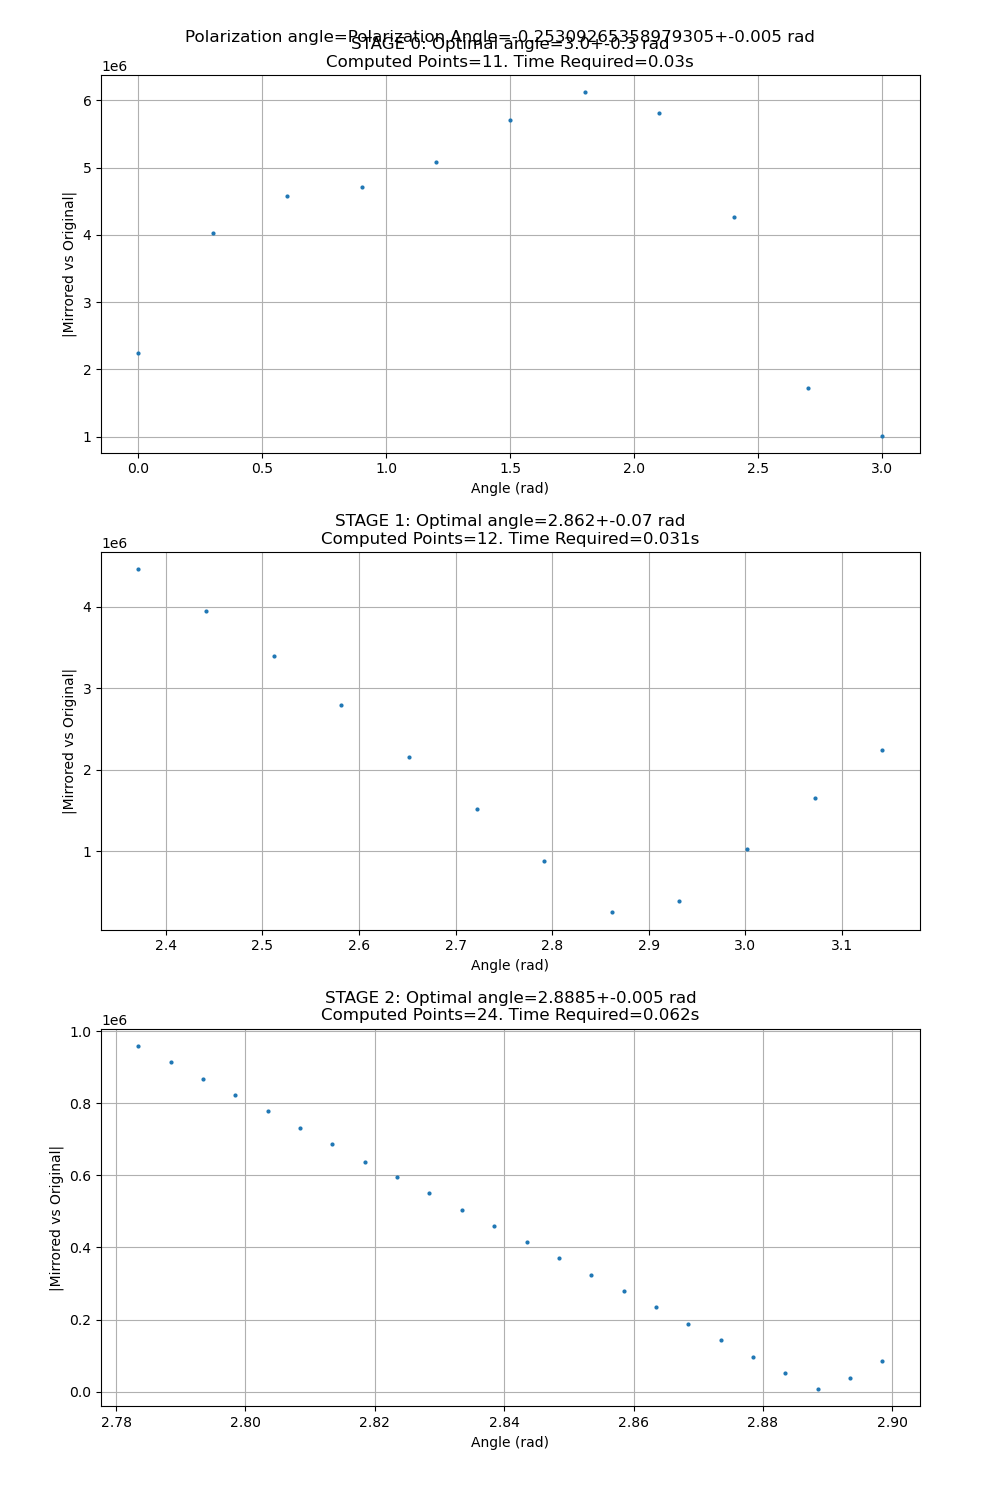 Polarization angle=Polarization Angle=-0.25309265358979305+-0.005 rad
STAGE 0: Optimal angle=3.0+-0.3 rad
Computed Points=11. Time Required=0.03s
1e6
6
5
4
3
2
1
|Mirrored vs Original|
0.0 0.5 1.0 1.5 2.0 2.5 3.0
Angle (rad)
STAGE 1: Optimal angle=2.862+-0.07 rad
Computed Points=12. Time Required=0.031s
1e6
4
3
2
1
|Mirrored vs Original|
2.4 2.5 2.6 2.7 2.8 2.9 3.0 3.1
Angle (rad)
STAGE 2: Optimal angle=2.8885+-0.005 rad
Computed Points=24. Time Required=0.062s
1e6
1.0
0.8
0.6
0.4
0.2
0.0
|Mirrored vs Original|
2.78 2.80 2.82 2.84 2.86 2.88 2.90
Angle (rad)